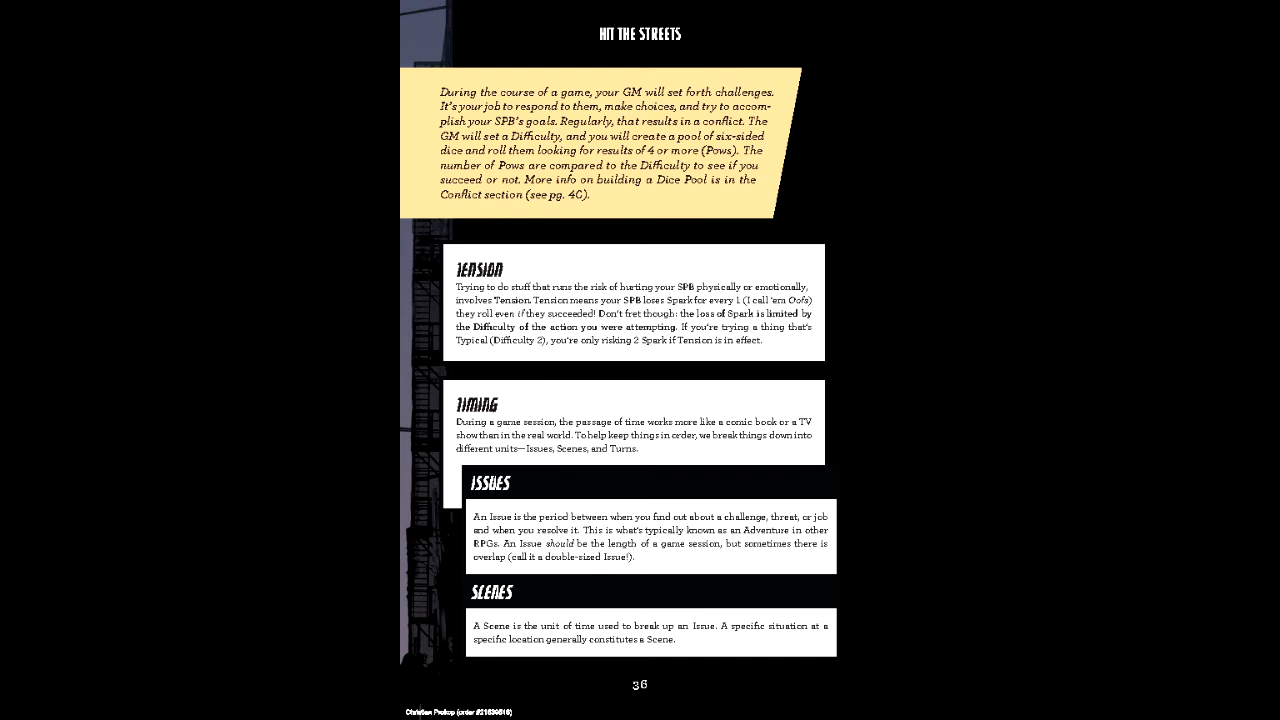 HIT THE STREETS
During the course of a game, your GM will set forth challenges.
It's your job to respond to them, make choices, and try to accom-
plish your SPB's goals. Regularly, that results in a conflict. The
GM will set a Difficulty, and you will create a pool of six-sided
dice and roll them looking for results of 4 or more (Pows). The
number of Pows are compared to the Difficulty to see if you
succeed or not. More info on building a Dice Pool is in the
Conflict section (see pg. 40).
TENSION
Trying to do stuff that runs the risk of hurting your SPB physically or emotionally,
involves Tension. Tension means your SPB loses Spark for every 1 (I call 'em Oofs)
they roll even if they succeeded! Don't fret though: the loss of Spark is limited by
the Difficulty of the action you were attempting. If you're trying a thing that's
Typical (Difficulty 2), you're only risking 2 Spark if Tension is in effect.
TIMING
During a game session, the passage of time works more like a comic book or a TV
show than in the real world. To help keep things in order, we break things down into
different units—Issues, Scenes, and Turns.
ISSUES
An Issue is the period between when you find out about a challenge, threat, or job
and when you resolve it. This is what's typically known as an Adventure in other
RPGs. An Issue should be the length of a game session, but sometimes there is
overlap (call it a double-sized Issue!).
SCENES
A Scene is the unit of time used to break up an Issue. A specific situation at a
specific location generally constitutes a Scene.
36
Christian Prokop (order #21639516)